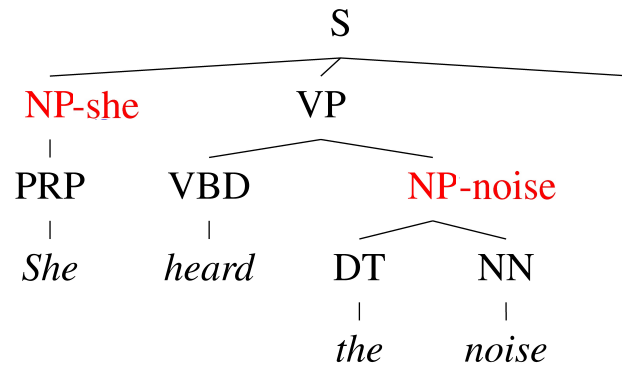 S
NP-she VP
PRP VBD NP-noise
She heard DT NN
the noise